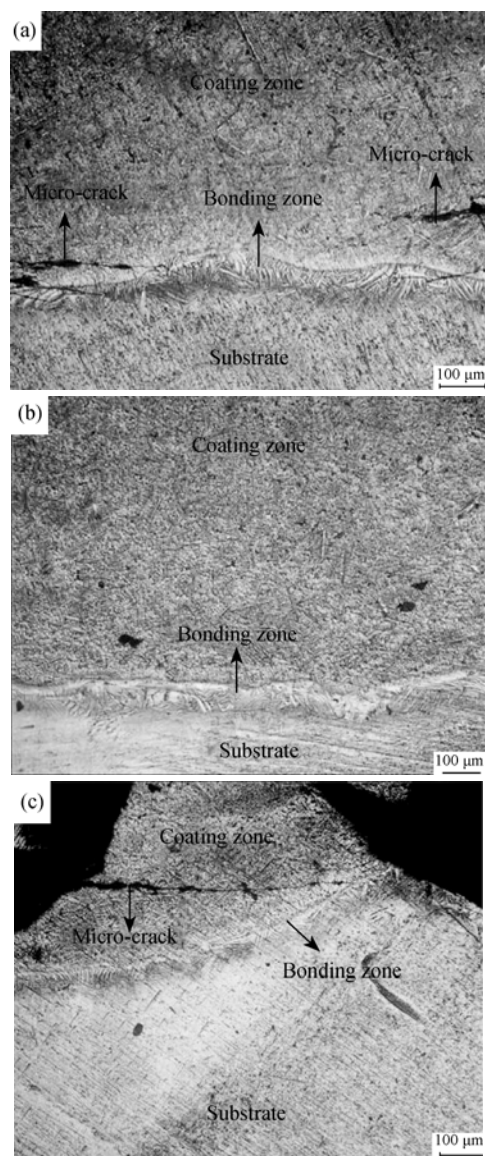 (a)
Coating zone
Micro-crack
Micro-crack
Bonding zone
Substrate
100 μm
(b)
Coating zone
Bonding zone
Substrate
100 μm
(c)
Coating zone
Micro-crack
Bonding zone
Substrate
100 μm